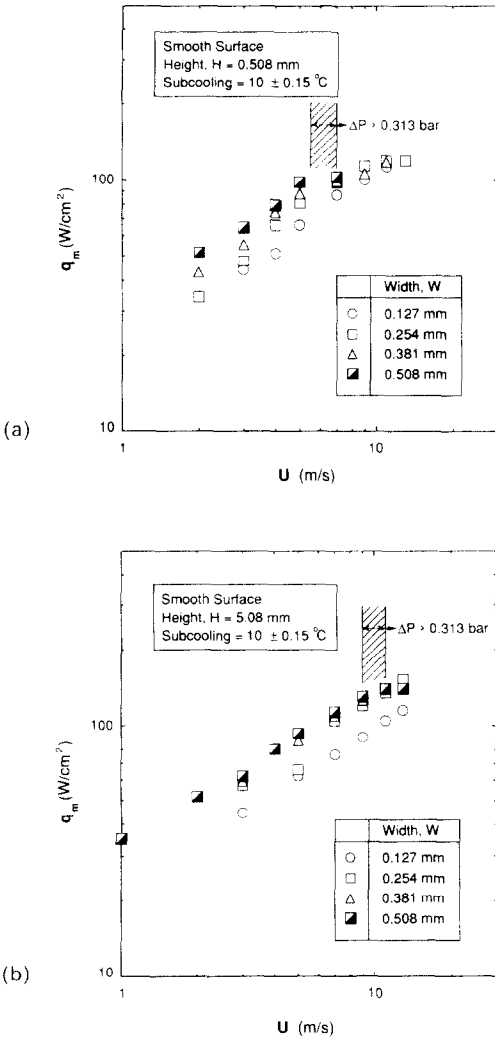 Smooth Surface
Height, H = 0.508 mm
Subcooling = 10 ± 0.15 °C
ΔP > 0.313 bar
100
q_m (W/cm²)
Width, W
0.127 mm
0.254 mm
0.381 mm
0.508 mm
10
(a)
1
10
U (m/s)
Smooth Surface
Height, H = 5.08 mm
Subcooling = 10 ± 0.15 °C
ΔP > 0.313 bar
100
q_m (W/cm²)
Width, W
0.127 mm
0.254 mm
0.381 mm
0.508 mm
10
(b)
1
10
U (m/s)